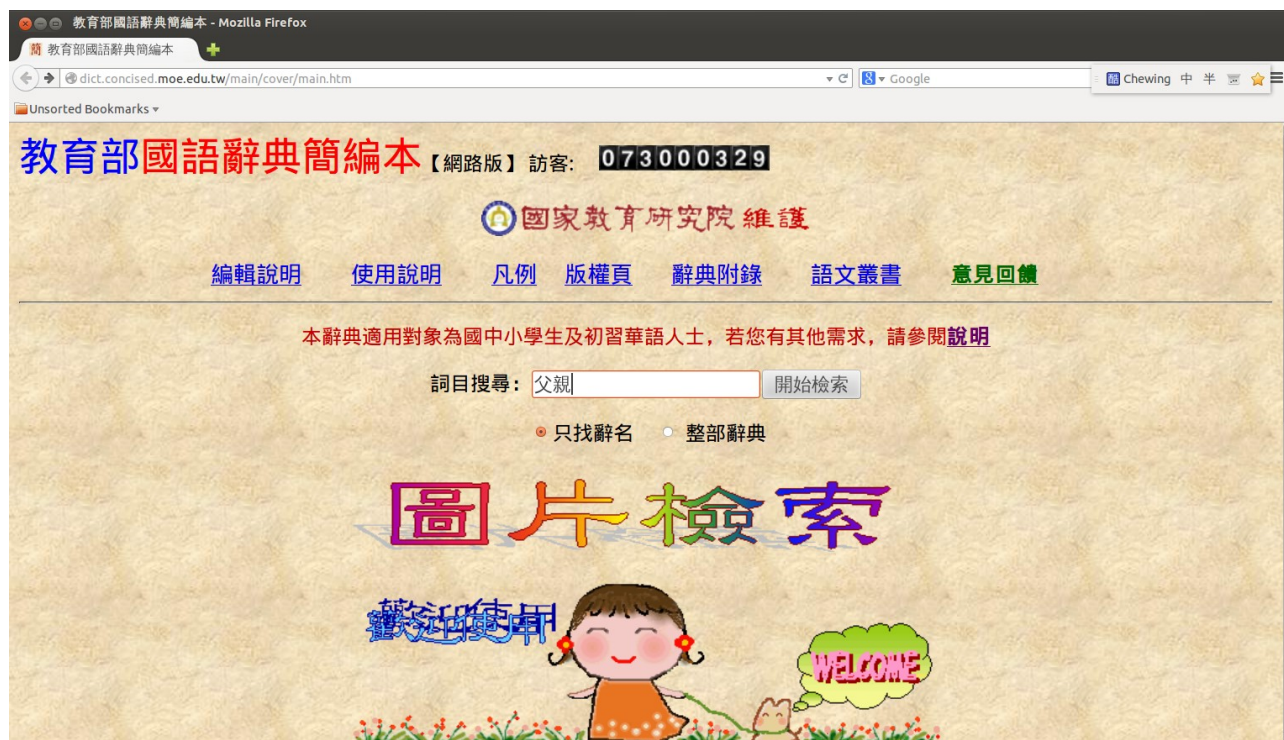 教育部國語辭典簡編本 - Mozilla Firefox
簡 教育部國語辭典簡編本
dict.concised.moe.edu.tw/main/cover/main.htm Google 酷 Chewing 中 半
Unsorted Bookmarks
教育部國語辭典簡編本【網路版】訪客: 073000329
國家教育研究院 維護
編輯說明 使用說明 凡例 版權頁 辭典附錄 語文叢書 意見回饋
本辭典適用對象為國中小學生及初習華語人士，若您有其他需求，請參閱說明
詞目搜尋：父親 開始檢索
只找辭名 整部辭典
圖片檢索
歡迎使用
WELCOME